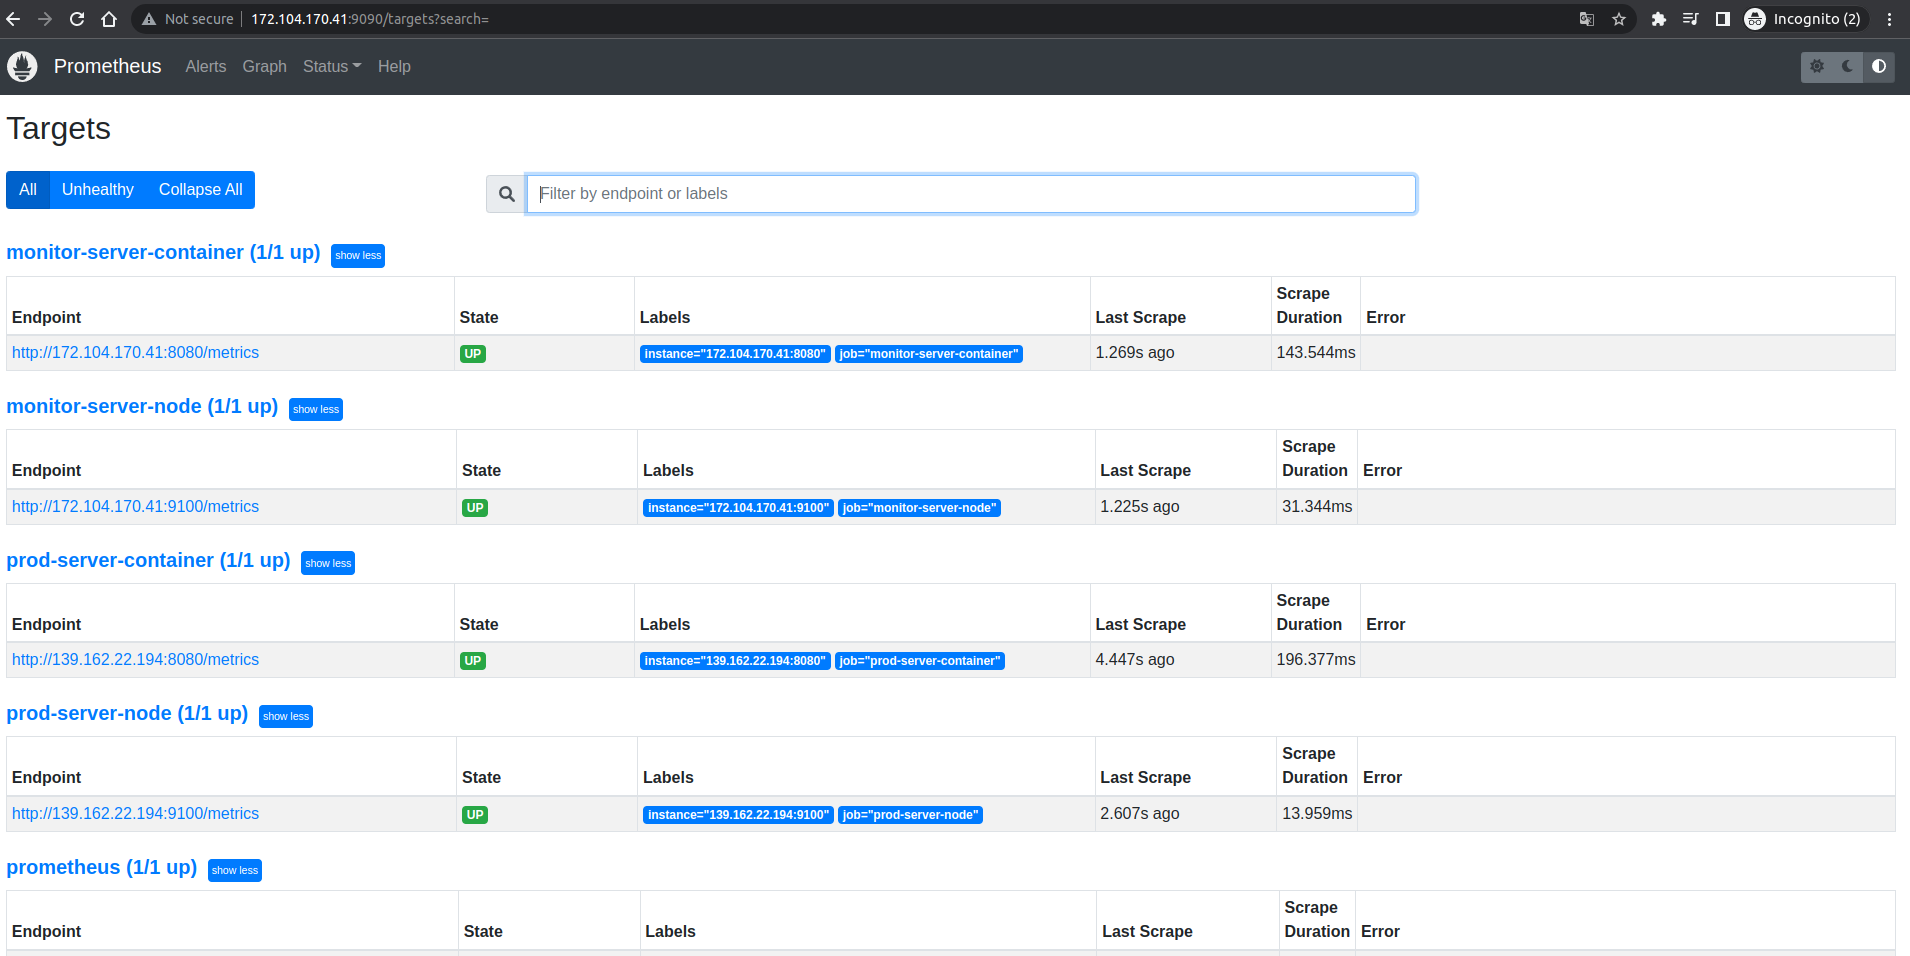 Not secure 172.104.170.41:9090/targets?search= Incognito (2)
Prometheus Alerts Graph Status Help
Targets
All Unhealthy Collapse All Filter by endpoint or labels
monitor-server-container (1/1 up) show less
Endpoint State Labels Last Scrape Scrape Duration Error
http://172.104.170.41:8080/metrics UP instance="172.104.170.41:8080" job="monitor-server-container" 1.269s ago 143.544ms
monitor-server-node (1/1 up) show less
Endpoint State Labels Last Scrape Scrape Duration Error
http://172.104.170.41:9100/metrics UP instance="172.104.170.41:9100" job="monitor-server-node" 1.225s ago 31.344ms
prod-server-container (1/1 up) show less
Endpoint State Labels Last Scrape Scrape Duration Error
http://139.162.22.194:8080/metrics UP instance="139.162.22.194:8080" job="prod-server-container" 4.447s ago 196.377ms
prod-server-node (1/1 up) show less
Endpoint State Labels Last Scrape Scrape Duration Error
http://139.162.22.194:9100/metrics UP instance="139.162.22.194:9100" job="prod-server-node" 2.607s ago 13.959ms
prometheus (1/1 up) show less
Endpoint State Labels Last Scrape Scrape Duration Error